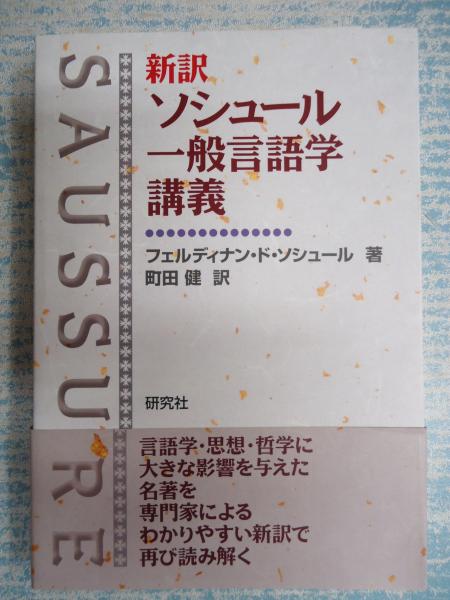 SAUSSURE
新訳
ソシュール
一般言語学
講義
フェルディナン・ド・ソシュール 著
町田 健 訳
研究社
言語学・思想・哲学に
大きな影響を与えた
名著を
専門家による
わかりやすい新訳で
再び読み解く